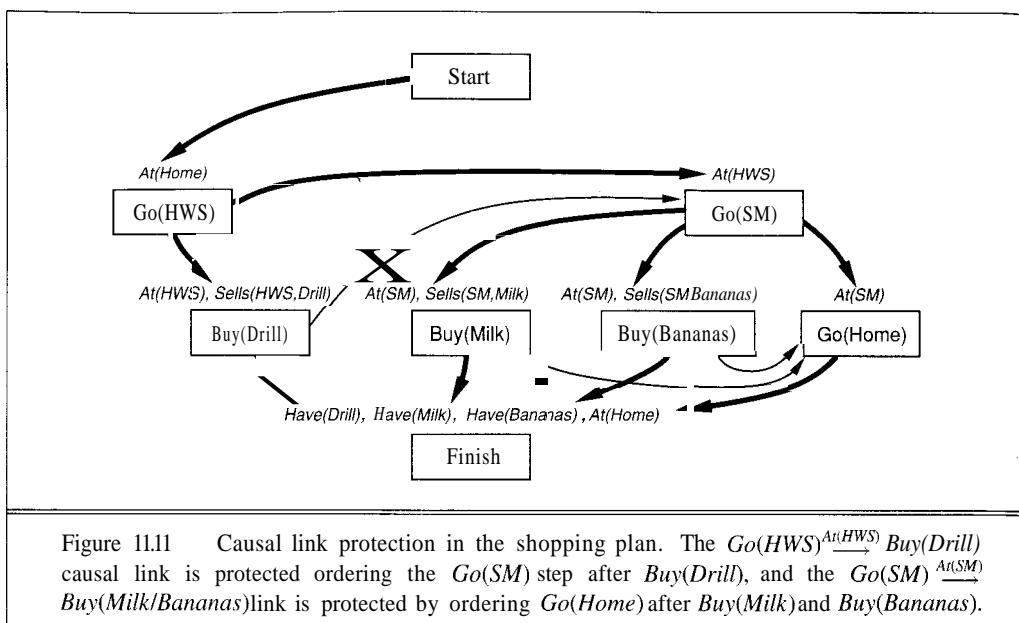 Start
At(Home)
At(HWS)
Go(HWS)
Go(SM)
X
At(HWS), Sells(HWS,Drill)
At(SM), Sells(SM,Milk)
At(SM), Sells(SM Bananas)
At(SM)
Buy(Drill)
Buy(Milk)
Buy(Bananas)
Go(Home)
Have(Drill), Have(Milk), Have(Bananas) , At(Home)
Finish
Figure 11.11 Causal link protection in the shopping plan. The Go(HWS) At(HWS)⟶ Buy(Drill)
causal link is protected ordering the Go(SM) step after Buy(Drill), and the Go(SM) At(SM)⟶
Buy(Milk/Bananas)link is protected by ordering Go(Home) after Buy(Milk) and Buy(Bananas).